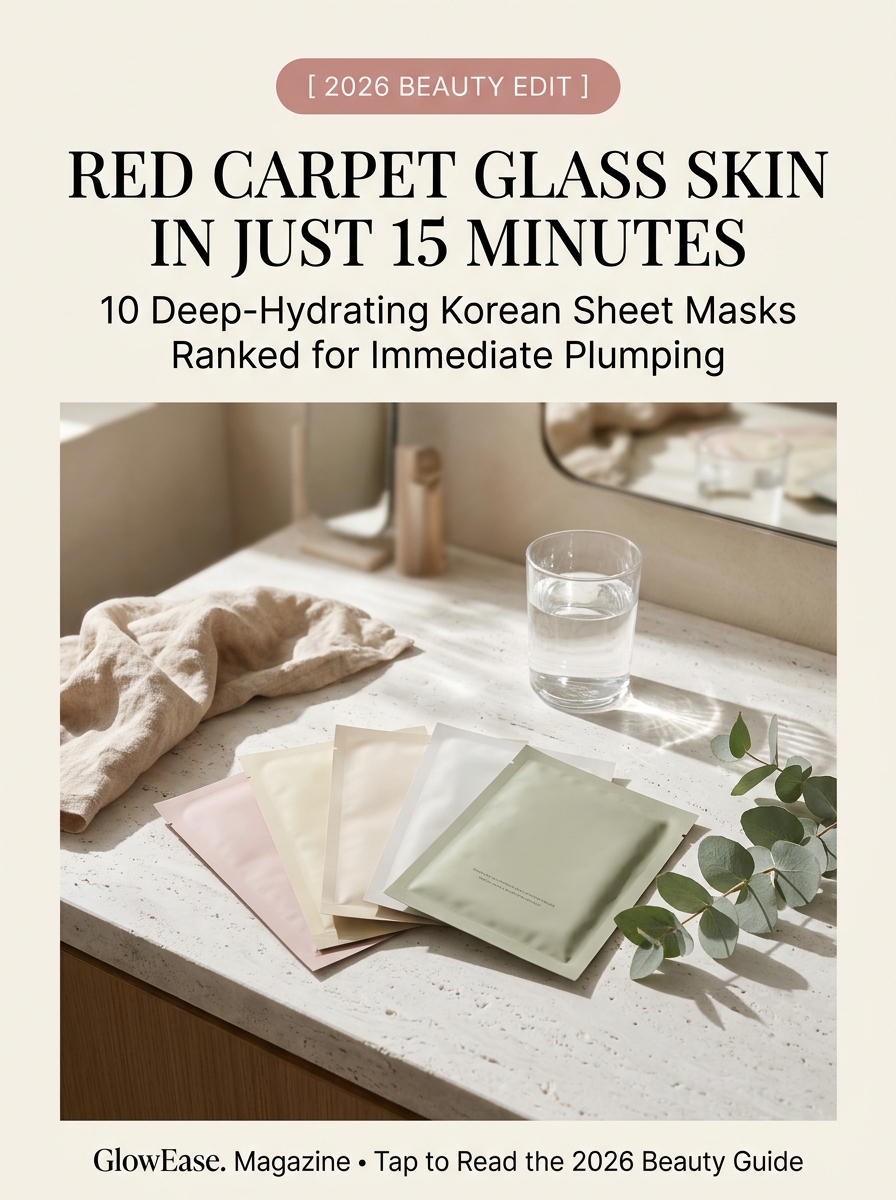 [ 2026 BEAUTY EDIT ]
RED CARPET GLASS SKIN
IN JUST 15 MINUTES
10 Deep-Hydrating Korean Sheet Masks
Ranked for Immediate Plumping
GlowEase. Magazine • Tap to Read the 2026 Beauty Guide